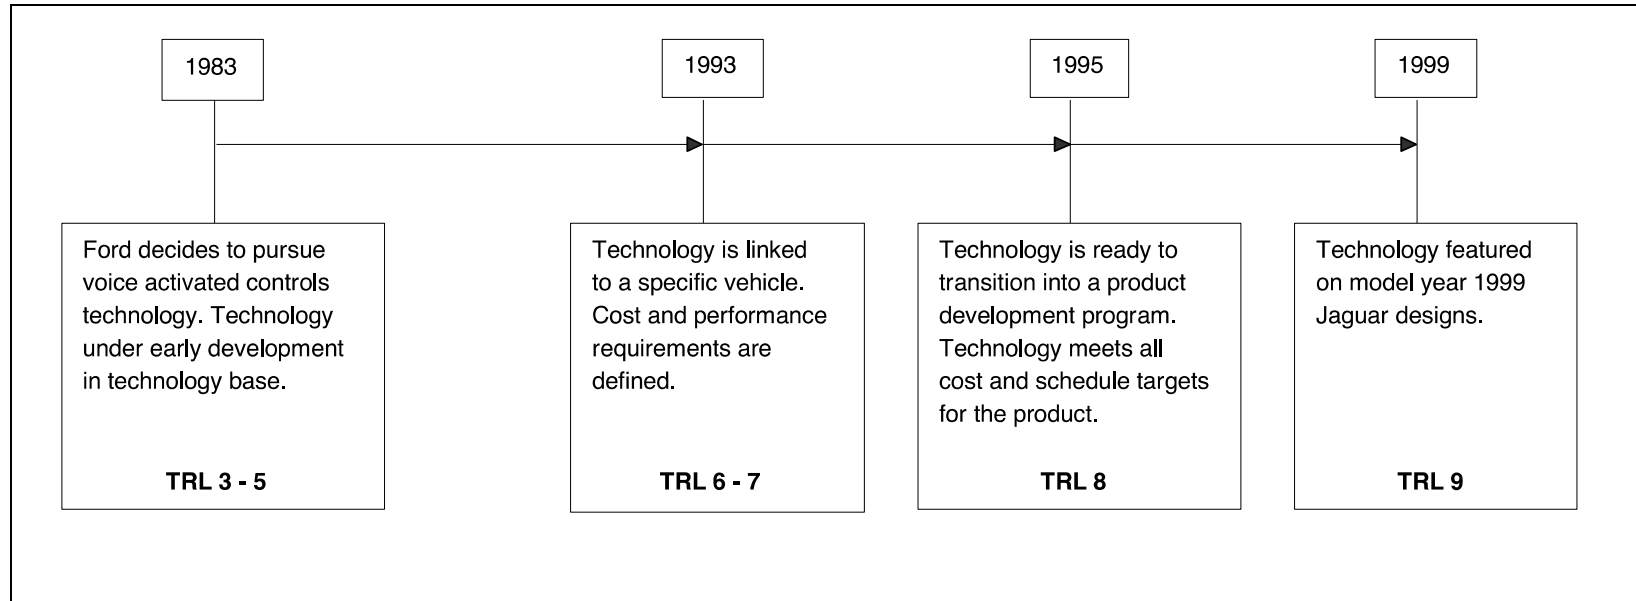 1983
1993
1995
1999
Ford decides to pursue
voice activated controls
technology. Technology
under early development
in technology base.
TRL 3 - 5
Technology is linked
to a specific vehicle.
Cost and performance
requirements are
defined.
TRL 6 - 7
Technology is ready to
transition into a product
development program.
Technology meets all
cost and schedule targets
for the product.
TRL 8
Technology featured
on model year 1999
Jaguar designs.
TRL 9